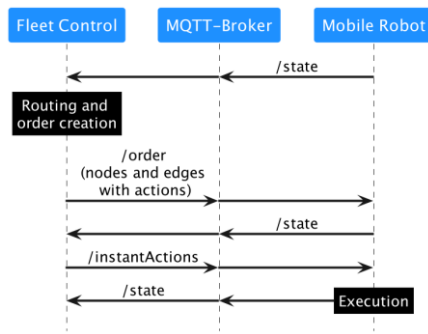 Fleet Control
MQTT-Broker
Mobile Robot
/state
Routing and
order creation
/order
(nodes and edges
with actions)
/state
/instantActions
/state
Execution